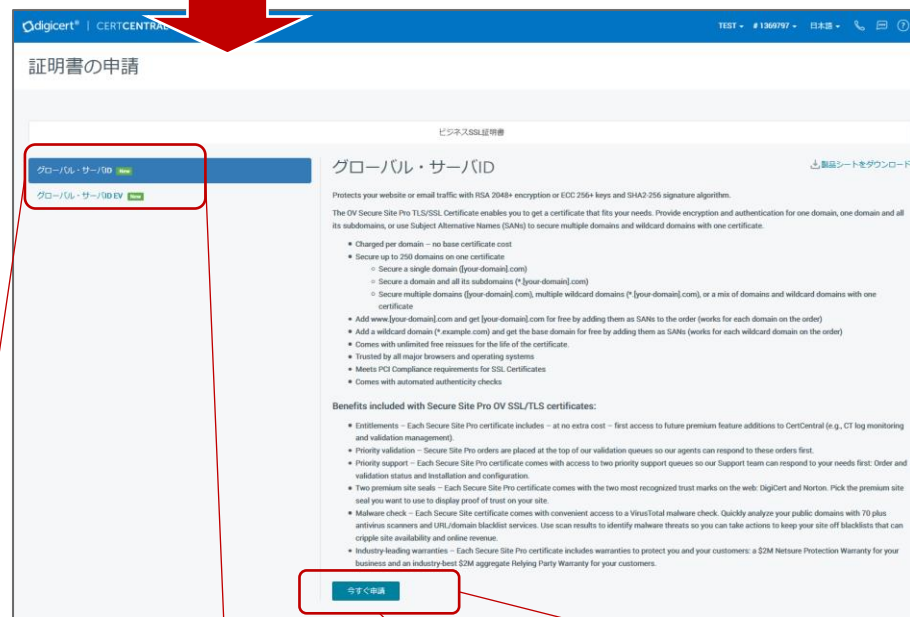 digicert® | CERTCENTRAL
TEST #1369797 日本語
証明書の申請
ビジネスSSL証明書
グローバル・サーバID New
グローバル・サーバID EV New
グローバル・サーバID
製品シートをダウンロード
Protects your website or email traffic with RSA 2048+ encryption or ECC 256+ keys and SHA2-256 signature algorithm.
The OV Secure Site Pro TLS/SSL Certificate enables you to get a certificate that fits your needs. Provide encryption and authentication for one domain, one domain and all
its subdomains, or use Subject Alternative Names (SANs) to secure multiple domains and wildcard domains with one certificate.
Charged per domain – no base certificate cost
Secure up to 250 domains on one certificate
Secure a single domain ([your-domain].com)
Secure a domain and all its subdomains (*.[your-domain].com)
Secure multiple domains ([your-domain].com), multiple wildcard domains (*.[your-domain].com), or a mix of domains and wildcard domains with one
certificate
Add www.[your-domain].com and get [your-domain].com for free by adding them as SANs to the order (works for each domain on the order)
Add a wildcard domain (*.example.com) and get the base domain for free by adding them as SANs (works for each wildcard domain on the order)
Comes with unlimited free reissues for the life of the certificate.
Trusted by all major browsers and operating systems
Meets PCI Compliance requirements for SSL Certificates
Comes with automated authenticity checks
Benefits included with Secure Site Pro OV SSL/TLS certificates:
Entitlements – Each Secure Site Pro certificate includes – at no extra cost – first access to future premium feature additions to CertCentral (e.g., CT log monitoring
and validation management).
Priority validation – Secure Site Pro orders are placed at the top of our validation queues so our agents can respond to these orders first.
Priority support – Each Secure Site Pro certificate comes with access to two priority support queues so our Support team can respond to your needs first: Order and
validation status and Installation and configuration.
Two premium site seals – Each Secure Site Pro certificate comes with the two most recognized trust marks on the web: DigiCert and Norton. Pick the premium site
seal you want to use to display proof of trust on your site.
Malware check – Each Secure Site certificate comes with convenient access to a VirusTotal malware check. Quickly analyze your public domains with 70 plus
antivirus scanners and URL/domain blacklist services. Use scan results to identify malware threats so you can take actions to keep your site off blacklists that can
cripple site availability and online revenue.
Industry-leading warranties – Each Secure Site Pro certificate includes warranties to protect you and your customers: a $2M Netsure Protection Warranty for your
business and an industry-best $2M aggregate Relying Party Warranty for your customers.
今すぐ申請